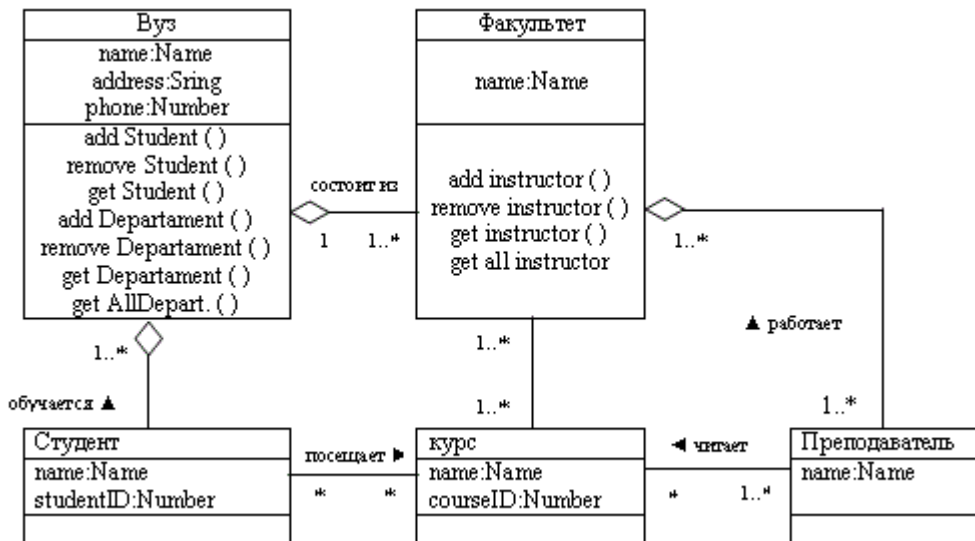 Вуз
name:Name
address:Sring
phone:Number
add Student ( )
remove Student ( )
get Student ( )
add Departament ( )
remove Departament ( )
get Departament ( )
get AllDepart. ( )
состоит из
1
1..*
Факультет
name:Name
add instructor ( )
remove instructor ( )
get instructor ( )
get all instructor
1..*
▲ работает
1..*
1..*
обучается ▲
1..*
1..*
Студент
name:Name
studentID:Number
посещает ►
*
*
курс
name:Name
courseID:Number
◄ читает
*
1..*
Преподаватель
name:Name